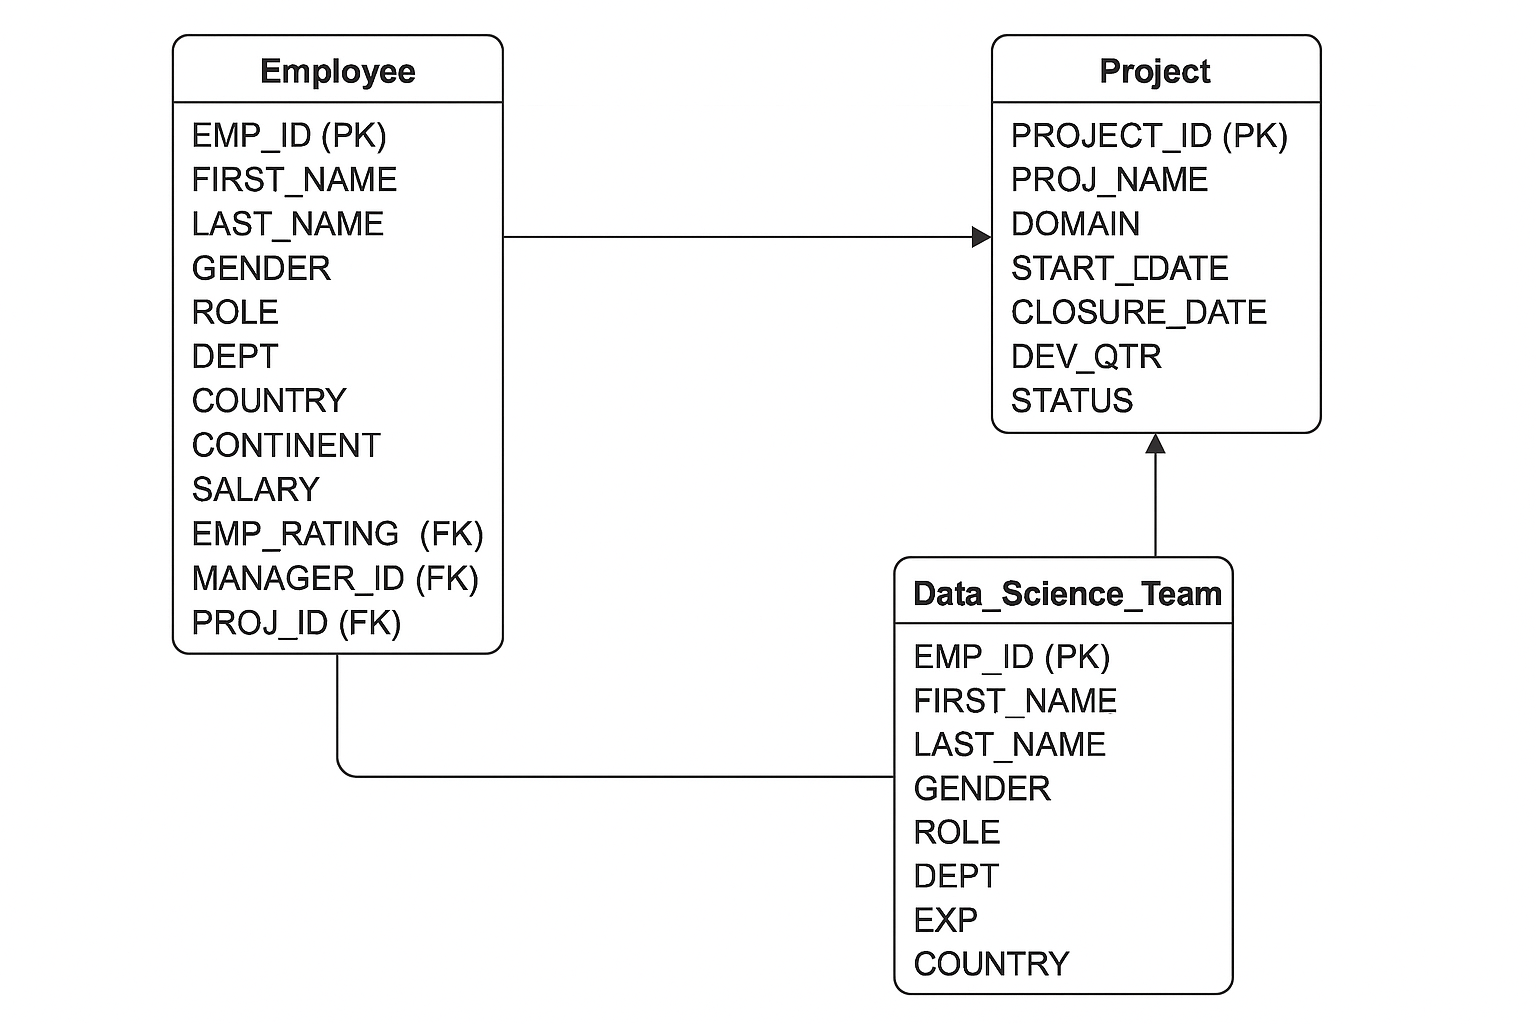 Employee
EMP_ID (PK)
FIRST_NAME
LAST_NAME
GENDER
ROLE
DEPT
COUNTRY
CONTINENT
SALARY
EMP_RATING (FK)
MANAGER_ID (FK)
PROJ_ID (FK)
Project
PROJECT_ID (PK)
PROJ_NAME
DOMAIN
START_DDATE
CLOSURE_DATE
DEV_QTR
STATUS
Data_Science_Team
EMP_ID (PK)
FIRST_NAME
LAST_NAME
GENDER
ROLE
DEPT
EXP
COUNTRY